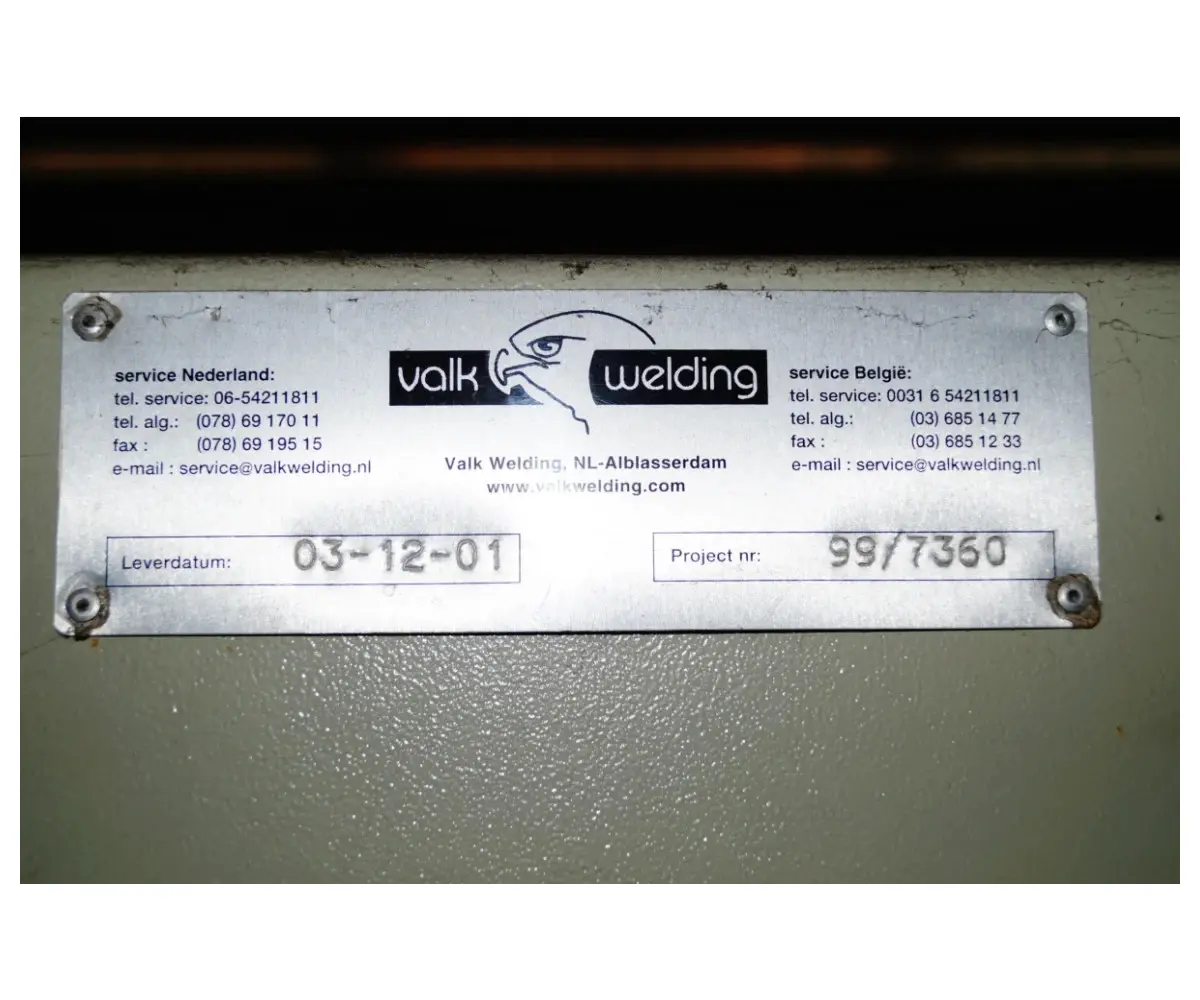 valk welding
service Nederland:
tel. service: 06-54211811
tel. alg.: (078) 69 170 11
fax : (078) 69 195 15
e-mail : service@valkwelding.nl
Valk Welding, NL-Alblasserdam
www.valkwelding.com
service België:
tel. service: 0031 6 54211811
tel. alg.: (03) 685 14 77
fax : (03) 685 12 33
e-mail : service@valkwelding.nl
Leverdatum: 03-12-01
Project nr: 99/7360